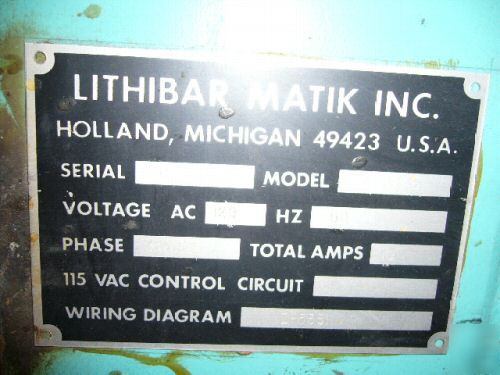 LITHIBAR MATIK INC.
HOLLAND, MICHIGAN 49423 U.S.A.
SERIAL MODEL
VOLTAGE AC HZ
PHASE TOTAL AMPS
115 VAC CONTROL CIRCUIT
WIRING DIAGRAM